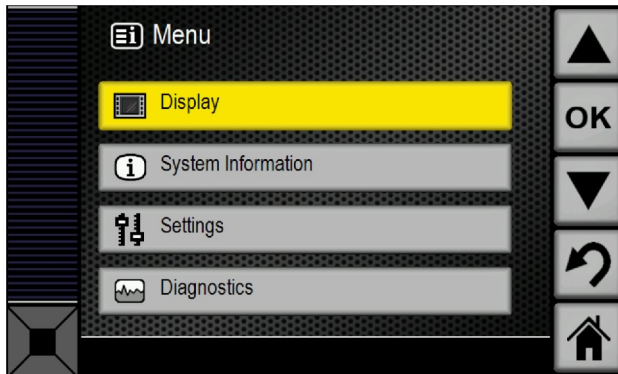 Menu
Display
OK
System Information
Settings
Diagnostics